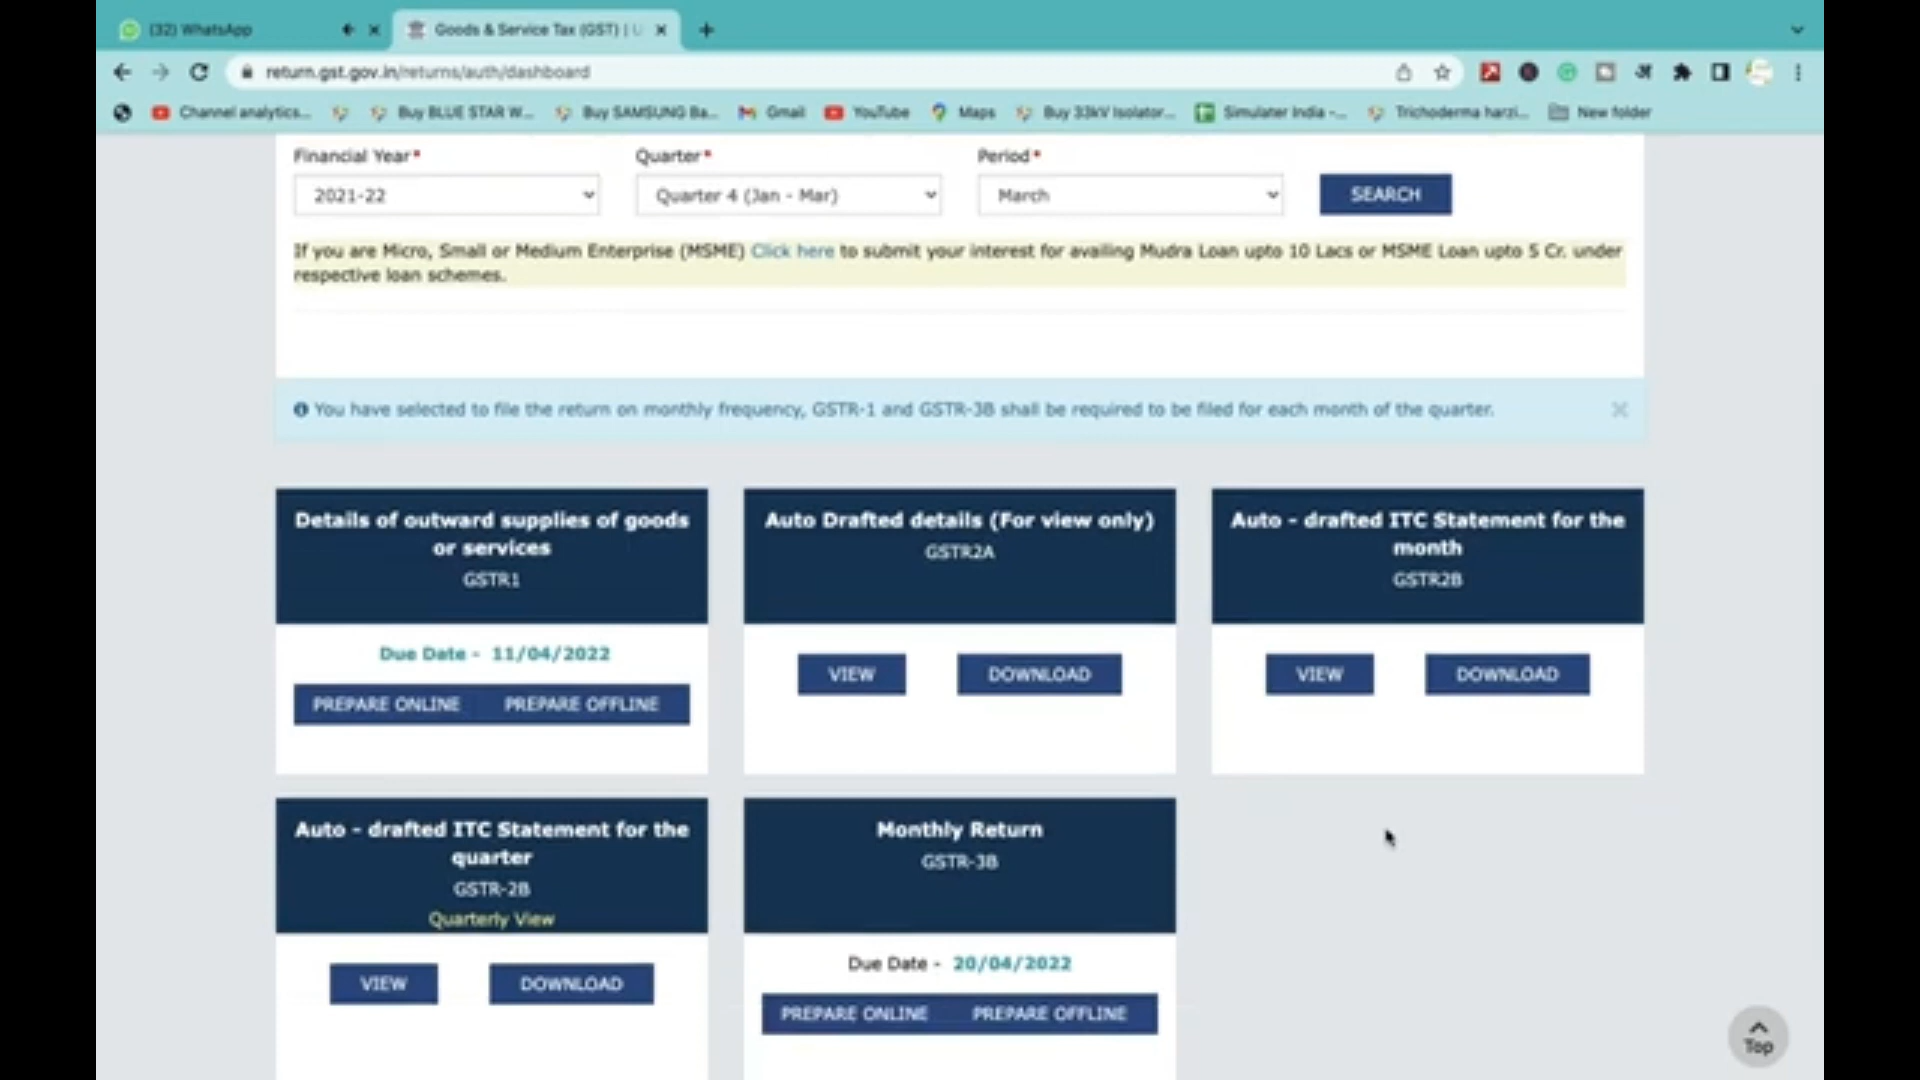 (32) WhatsApp
Goods & Service Tax (GST) | U
return.gst.gov.in/returns/auth/dashboard
Channel analytics...
Buy BLUE STAR W...
Buy SAMSUNG Ba...
Gmail
YouTube
Maps
Buy 33kV Isolator...
Simulater India -...
Trichoderma harzi...
New folder
Financial Year*
Quarter*
Period*
2021-22
Quarter 4 (Jan - Mar)
March
SEARCH
If you are Micro, Small or Medium Enterprise (MSME) Click here to submit your interest for availing Mudra Loan upto 10 Lacs or MSME Loan upto 5 Cr. under
respective loan schemes.
You have selected to file the return on monthly frequency, GSTR-1 and GSTR-3B shall be required to be filed for each month of the quarter.
Details of outward supplies of goods
or services
GSTR1
Due Date - 11/04/2022
PREPARE ONLINE
PREPARE OFFLINE
Auto Drafted details (For view only)
GSTR2A
VIEW
DOWNLOAD
Auto - drafted ITC Statement for the
month
GSTR2B
VIEW
DOWNLOAD
Auto - drafted ITC Statement for the
quarter
GSTR-2B
Quarterly View
VIEW
DOWNLOAD
Monthly Return
GSTR-3B
Due Date - 20/04/2022
PREPARE ONLINE
PREPARE OFFLINE
Top